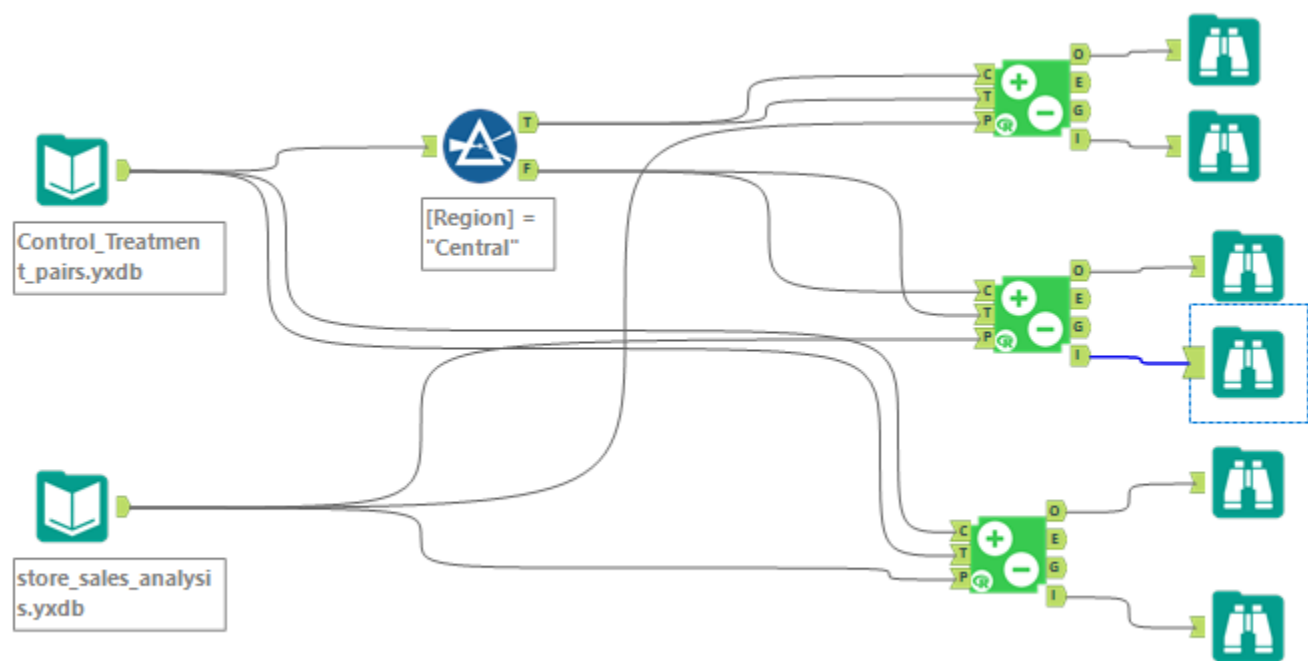 O
C
E
T
G
P
I
T
F
Control_Treatmen
t_pairs.yxdb
[Region] =
"Central"
O
C
E
T
G
P
I
store_sales_analysi
s.yxdb
O
C
E
T
G
P
I